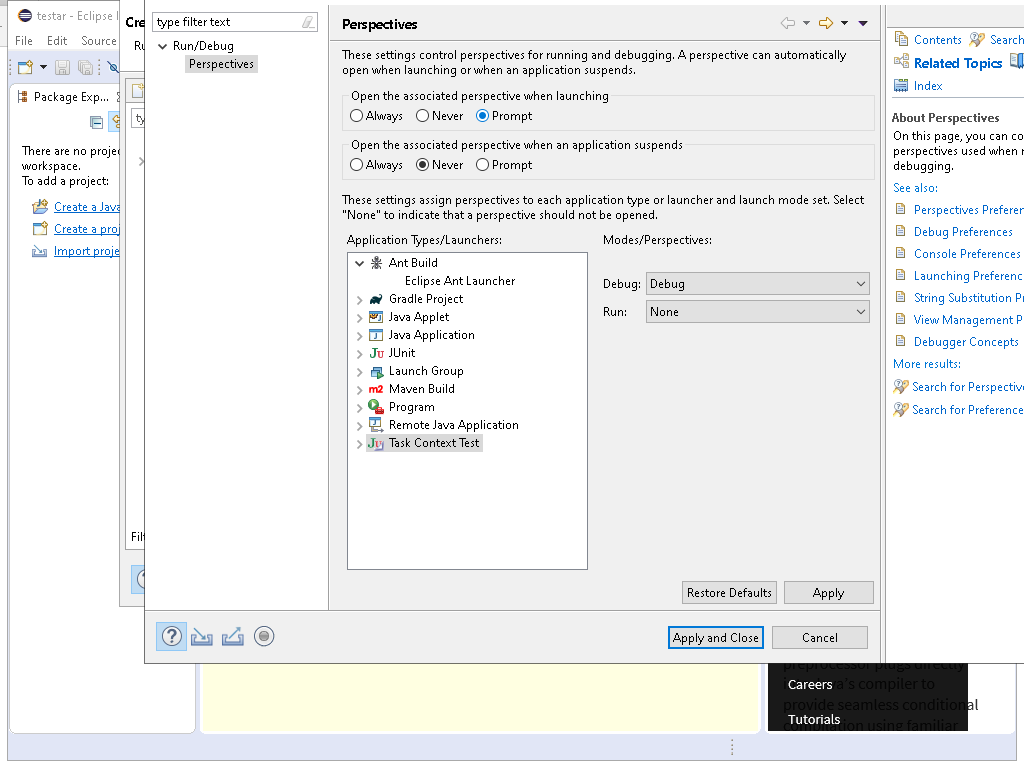 testar - Eclipse I
File Edit Source
Package Exp...
There are no proje
workspace.
To add a project:
Create a Java
Create a proj
Import proje
Cre
Ru
ty
Filt
type filter text
Run/Debug
Perspectives
Perspectives
These settings control perspectives for running and debugging. A perspective can automatically
open when launching or when an application suspends.
Open the associated perspective when launching
Always Never Prompt
Open the associated perspective when an application suspends
Always Never Prompt
These settings assign perspectives to each application type or launcher and launch mode set. Select
"None" to indicate that a perspective should not be opened.
Application Types/Launchers:
Ant Build
Eclipse Ant Launcher
Gradle Project
Java Applet
Java Application
JUnit
Launch Group
Maven Build
Program
Remote Java Application
Task Context Test
Modes/Perspectives:
Debug: Debug
Run: None
Restore Defaults Apply
Apply and Close Cancel
Contents Search
Related Topics
Index
About Perspectives
On this page, you can co
perspectives used when r
debugging.
See also:
Perspectives Preferen
Debug Preferences
Console Preferences
Launching Preferenc
String Substitution Pr
View Management P
Debugger Concepts
More results:
Search for Perspective
Search for Preference
preprocessor plugs directly
Careers
a's compiler to
provide seamless conditional
Tutorials
compilation using familiar